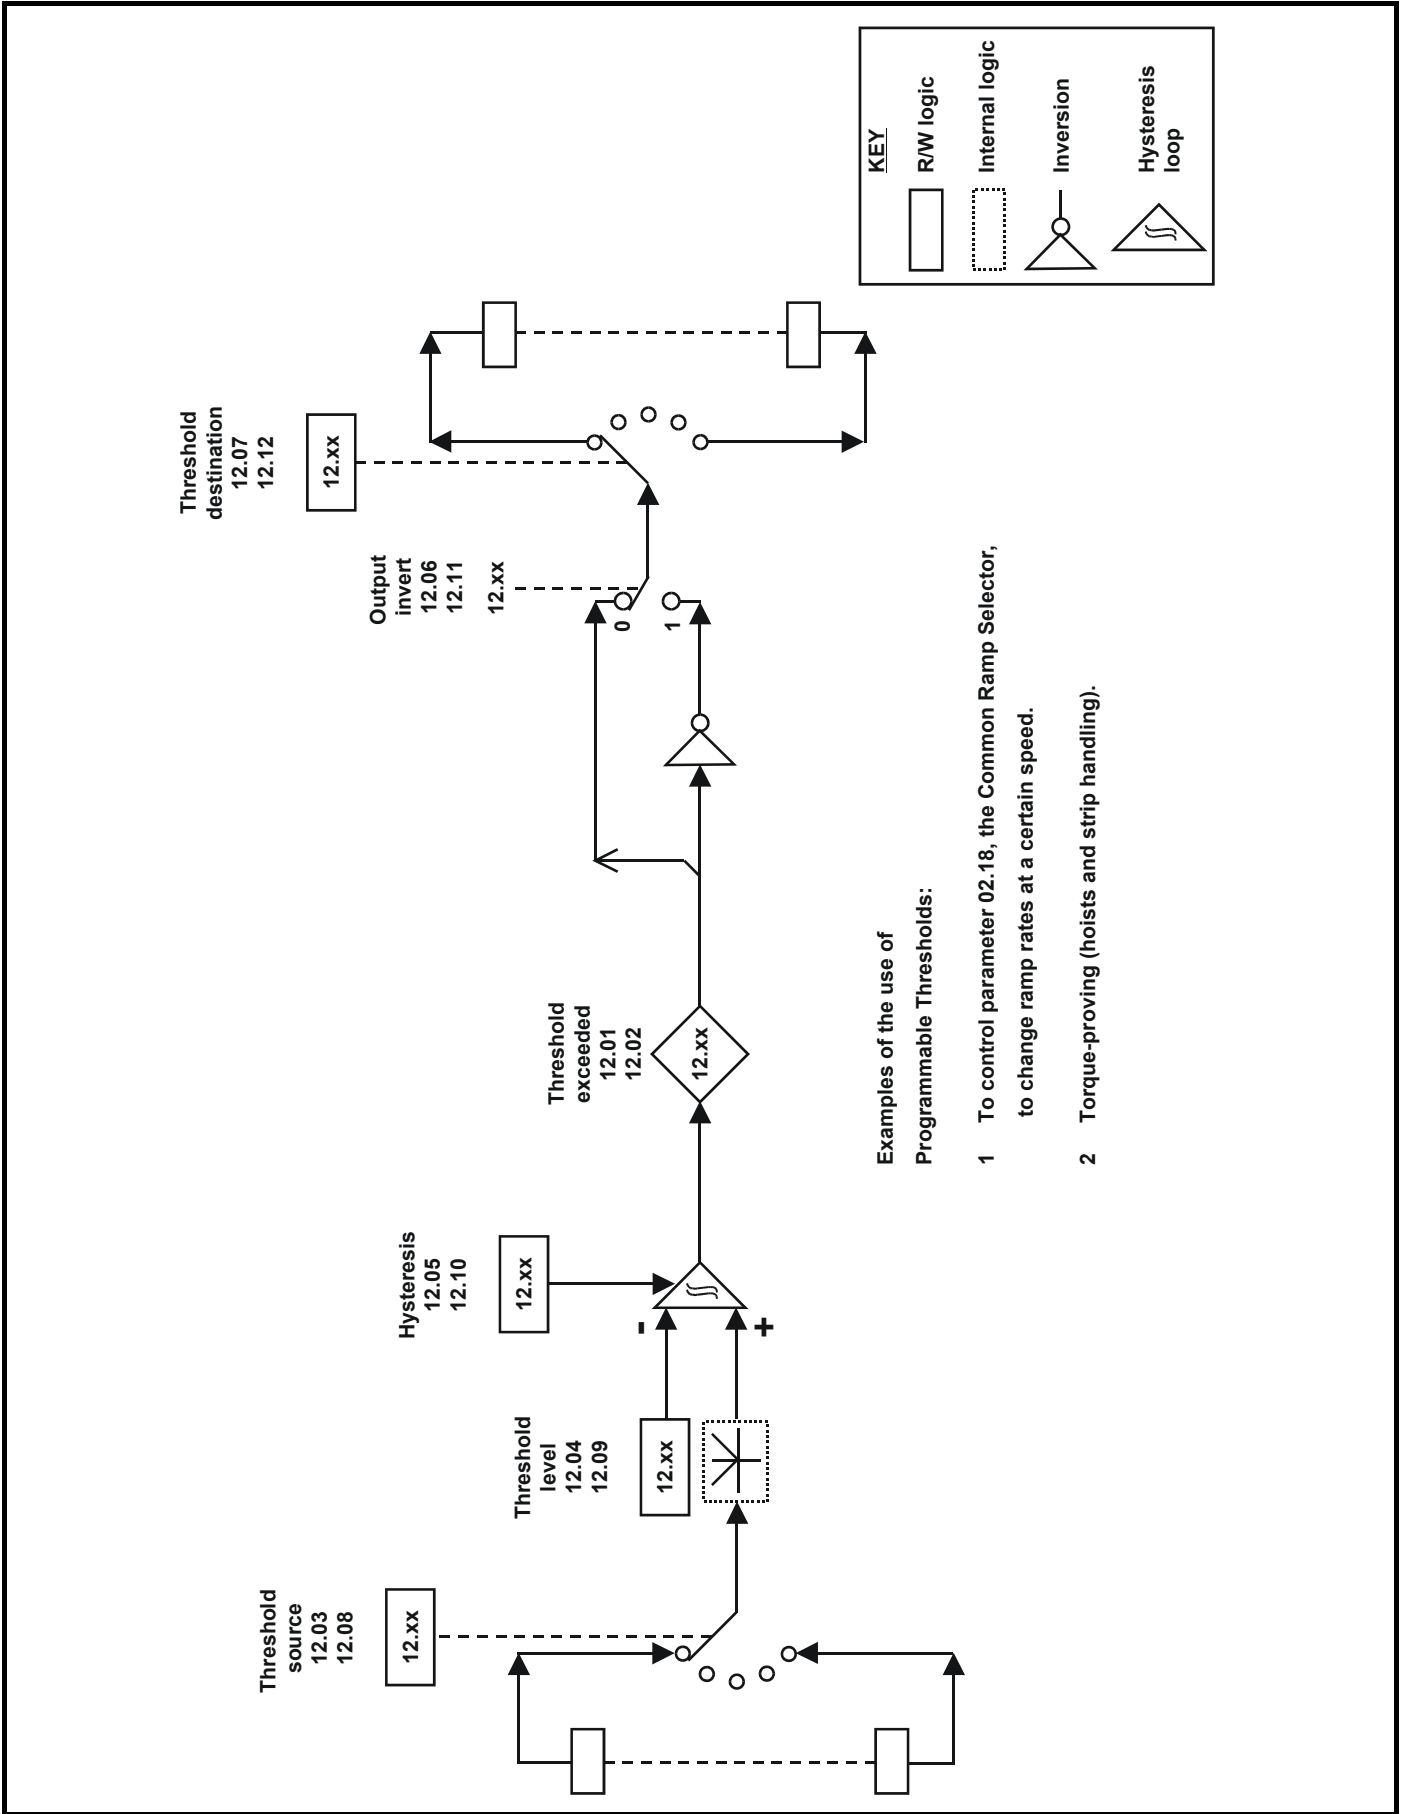 Threshold
source
12.03
12.08
12.xx
Threshold
level
12.04
12.09
12.xx
Hysteresis
12.05
12.10
12.xx
-
+
Threshold
exceeded
12.01
12.02
12.xx
Output
invert
12.06
12.11
12.xx
0
1
Threshold
destination
12.07
12.12
12.xx
Examples of the use of
Programmable Thresholds:
1 To control parameter 02.18, the Common Ramp Selector,
to change ramp rates at a certain speed.
2 Torque-proving (hoists and strip handling).
KEY
R/W logic
Internal logic
Inversion
Hysteresis
loop